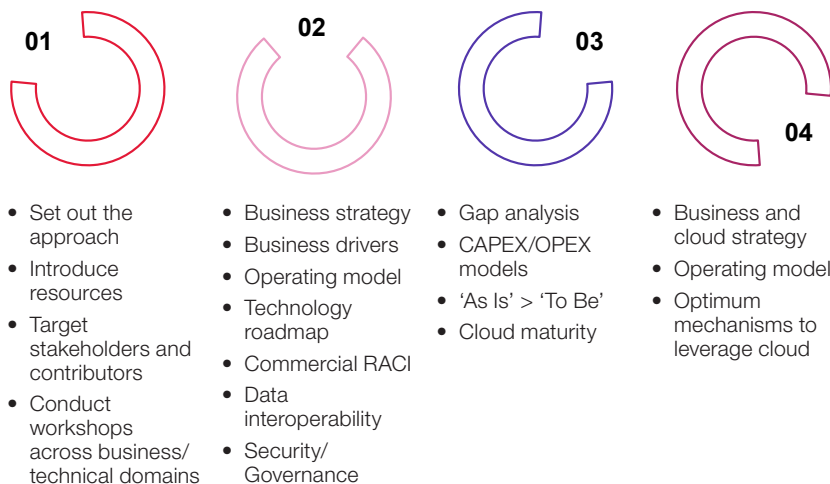 01
• Set out the
approach
• Introduce
resources
• Target
stakeholders and
contributors
• Conduct
workshops
across business/
technical domains
02
• Business strategy
• Business drivers
• Operating model
• Technology
roadmap
• Commercial RACI
• Data
interoperability
• Security/
Governance
03
• Gap analysis
• CAPEX/OPEX
models
• ‘As Is’ > ‘To Be’
• Cloud maturity
04
• Business and
cloud strategy
• Operating model
• Optimum
mechanisms to
leverage cloud